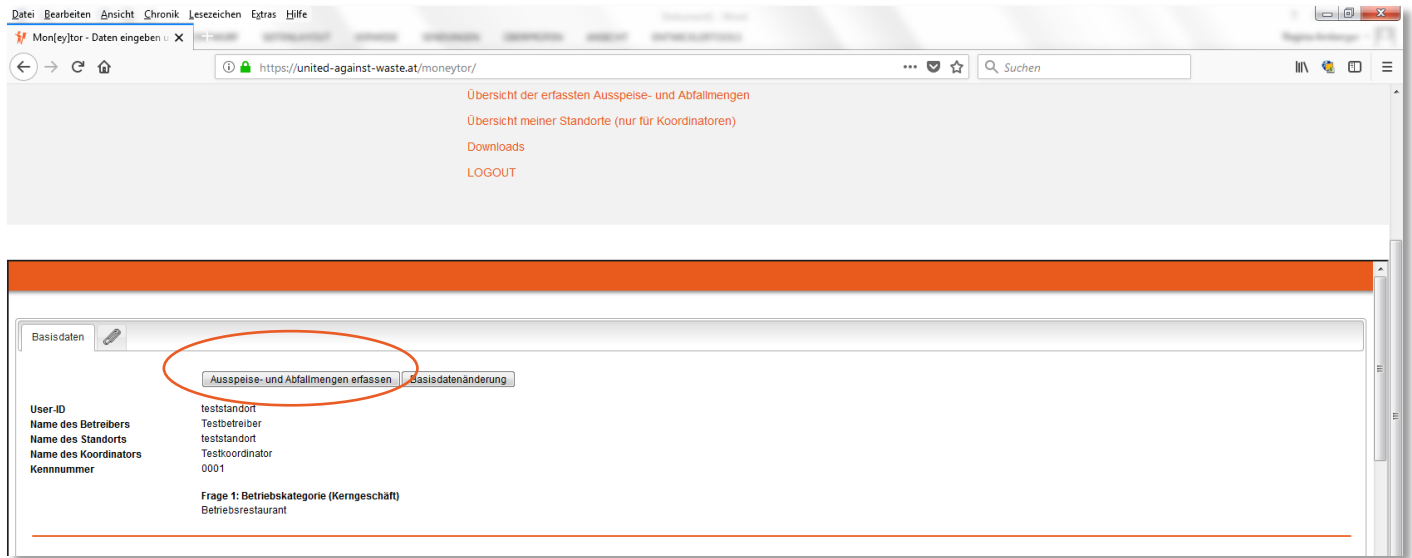 Datei Bearbeiten Ansicht Chronik Lesezeichen Extras Hilfe
Mon[ey]tor - Daten eingeben u
https://united-against-waste.at/moneytor/
Suchen
Übersicht der erfassten Ausspeise- und Abfallmengen
Übersicht meiner Standorte (nur für Koordinatoren)
Downloads
LOGOUT
Basisdaten
Ausspeise- und Abfallmengen erfassen Basisdatenänderung
User-ID teststandort
Name des Betreibers Testbetreiber
Name des Standorts teststandort
Name des Koordinators Testkoordinator
Kennnummer 0001
Frage 1: Betriebskategorie (Kerngeschäft)
Betriebsrestaurant